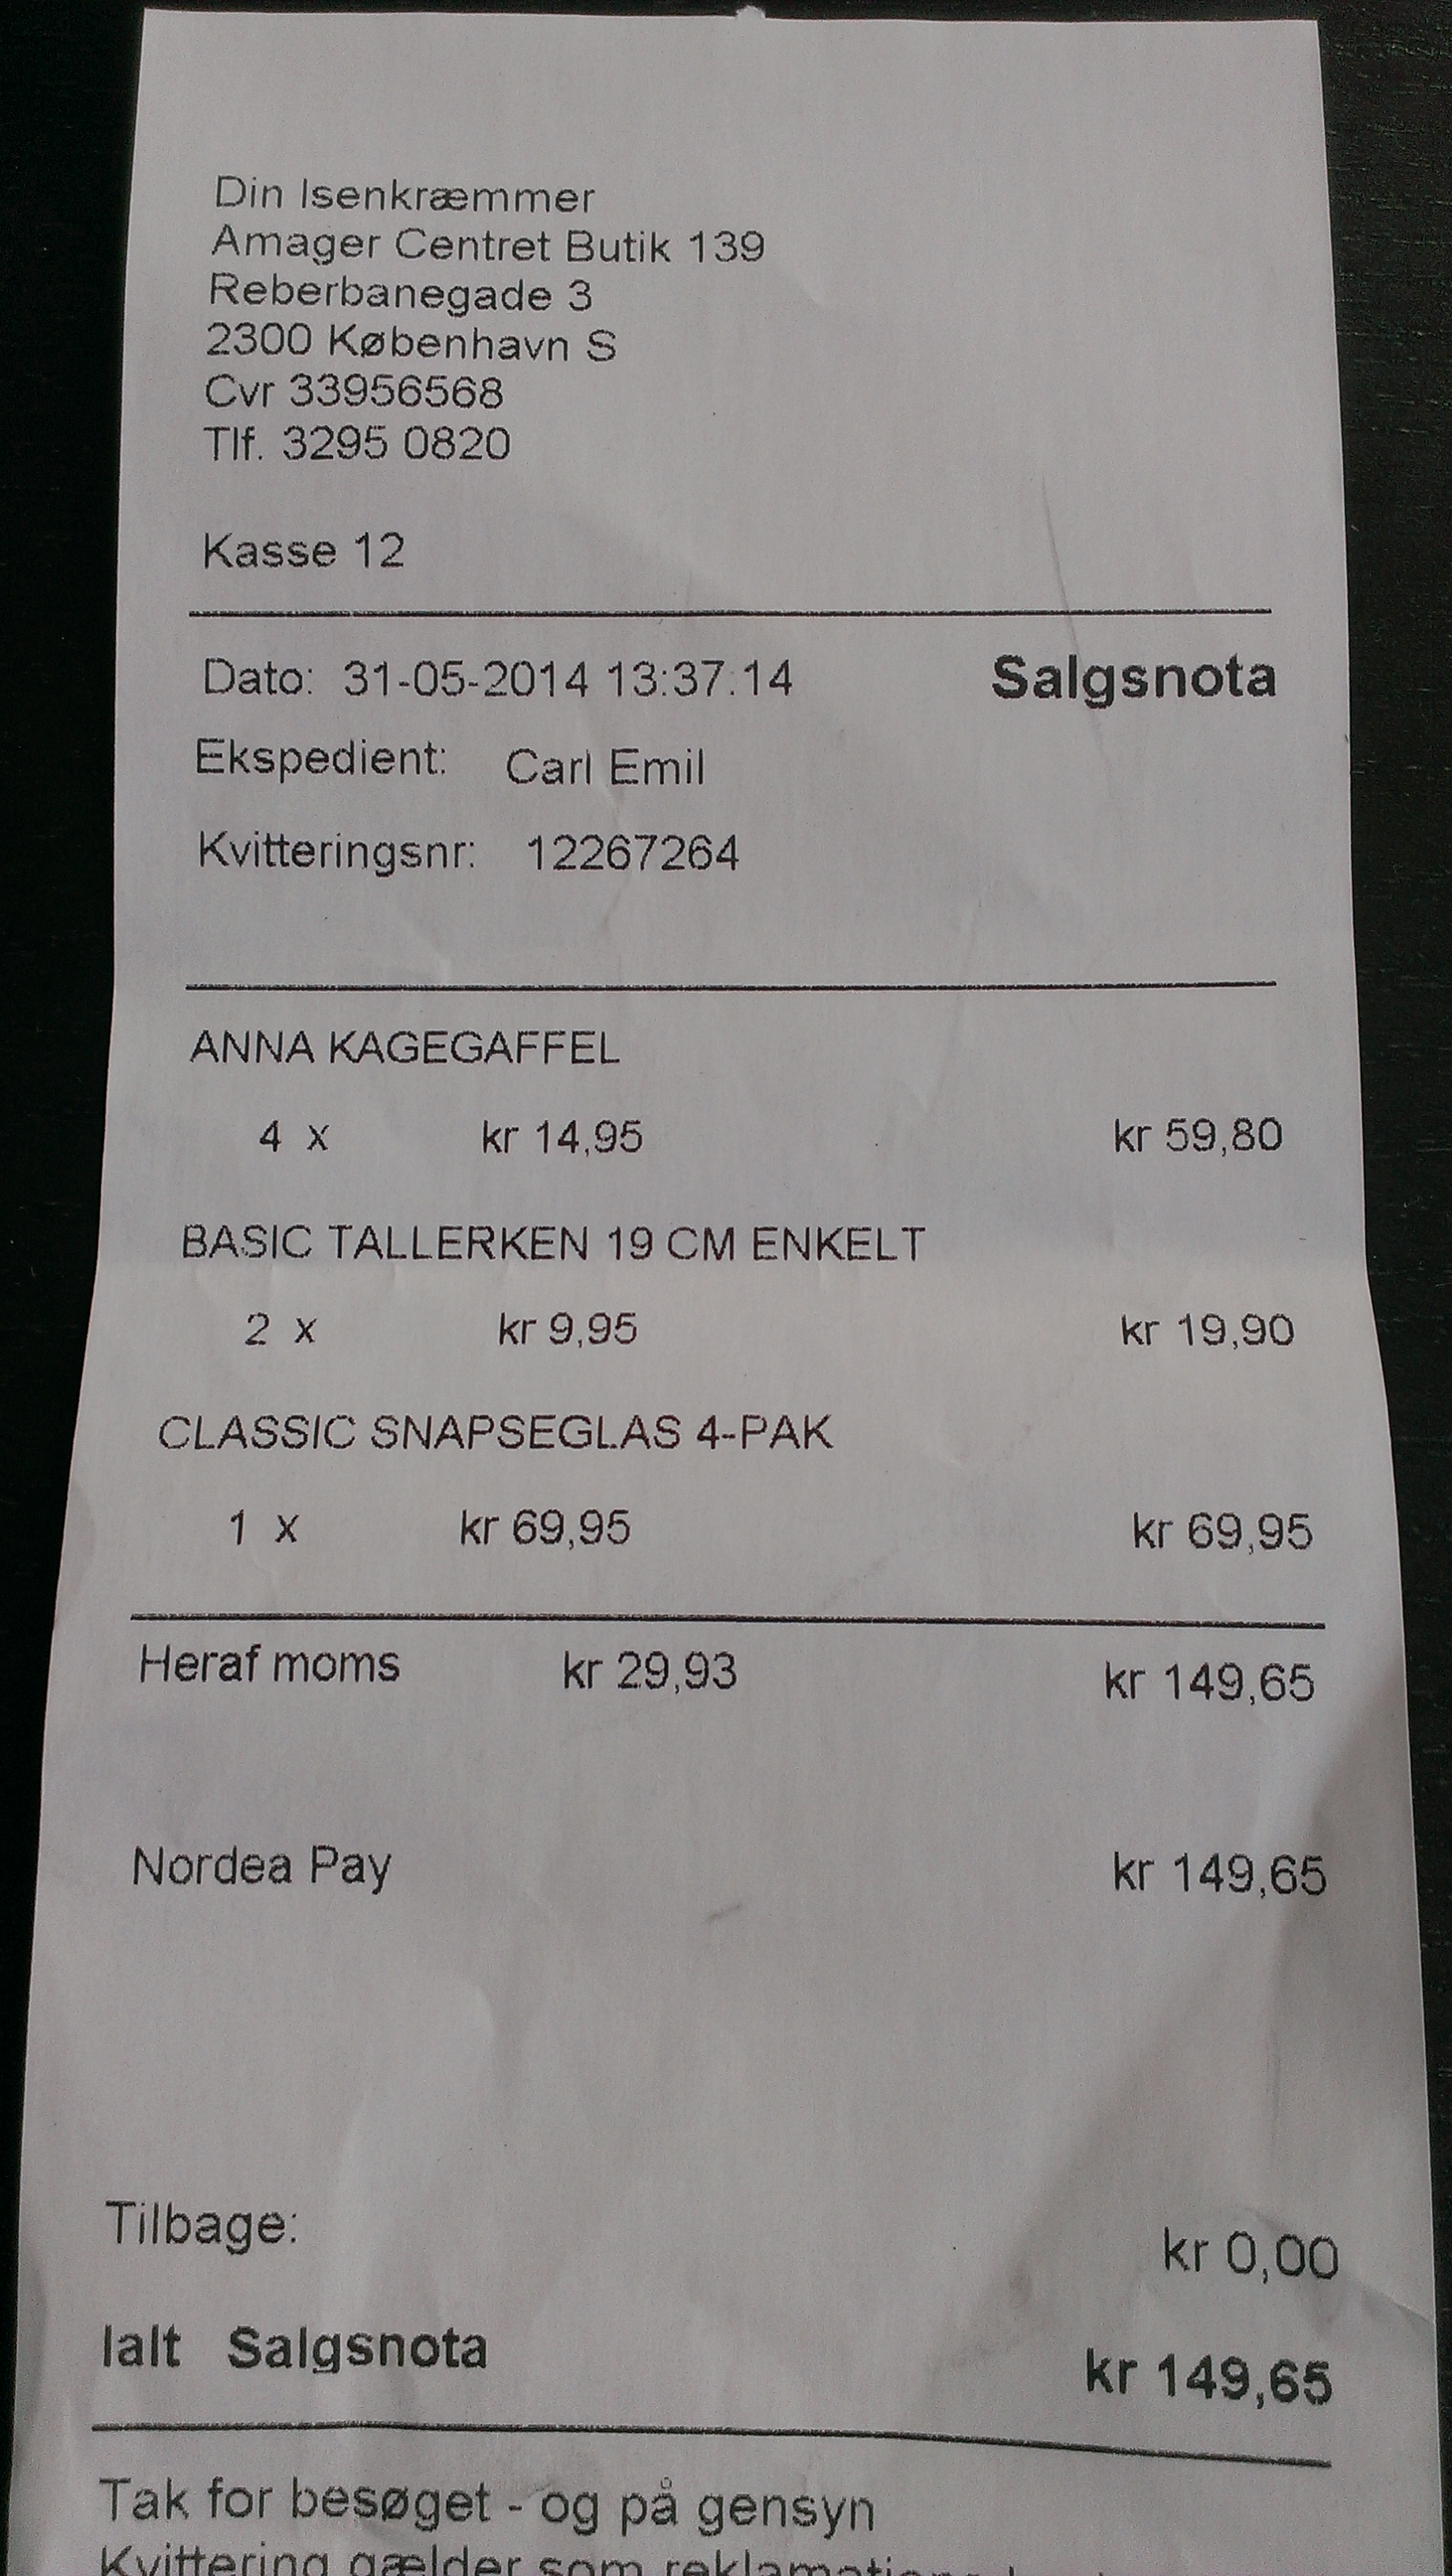 Din Isenkræmmer
Amager Centret Butik 139
Reberbanegade 3
2300 København S
Cvr 33956568
Tlf. 3295 0820
Kasse 12
Dato: 31-05-2014 13:37:14 Salgsnota
Ekspedient: Carl Emil
Kvitteringsnr: 12267264
ANNA KAGEGAFFEL
4 x kr 14,95 kr 59,80
BASIC TALLERKEN 19 CM ENKELT
2 x kr 9,95 kr 19,90
CLASSIC SNAPSEGLAS 4-PAK
1 x kr 69,95 kr 69,95
Heraf moms kr 29,93 kr 149,65
Nordea Pay kr 149,65
Tilbage: kr 0,00
Ialt Salgsnota kr 149,65
Tak for besøget - og på gensyn
Kvittering gælder som